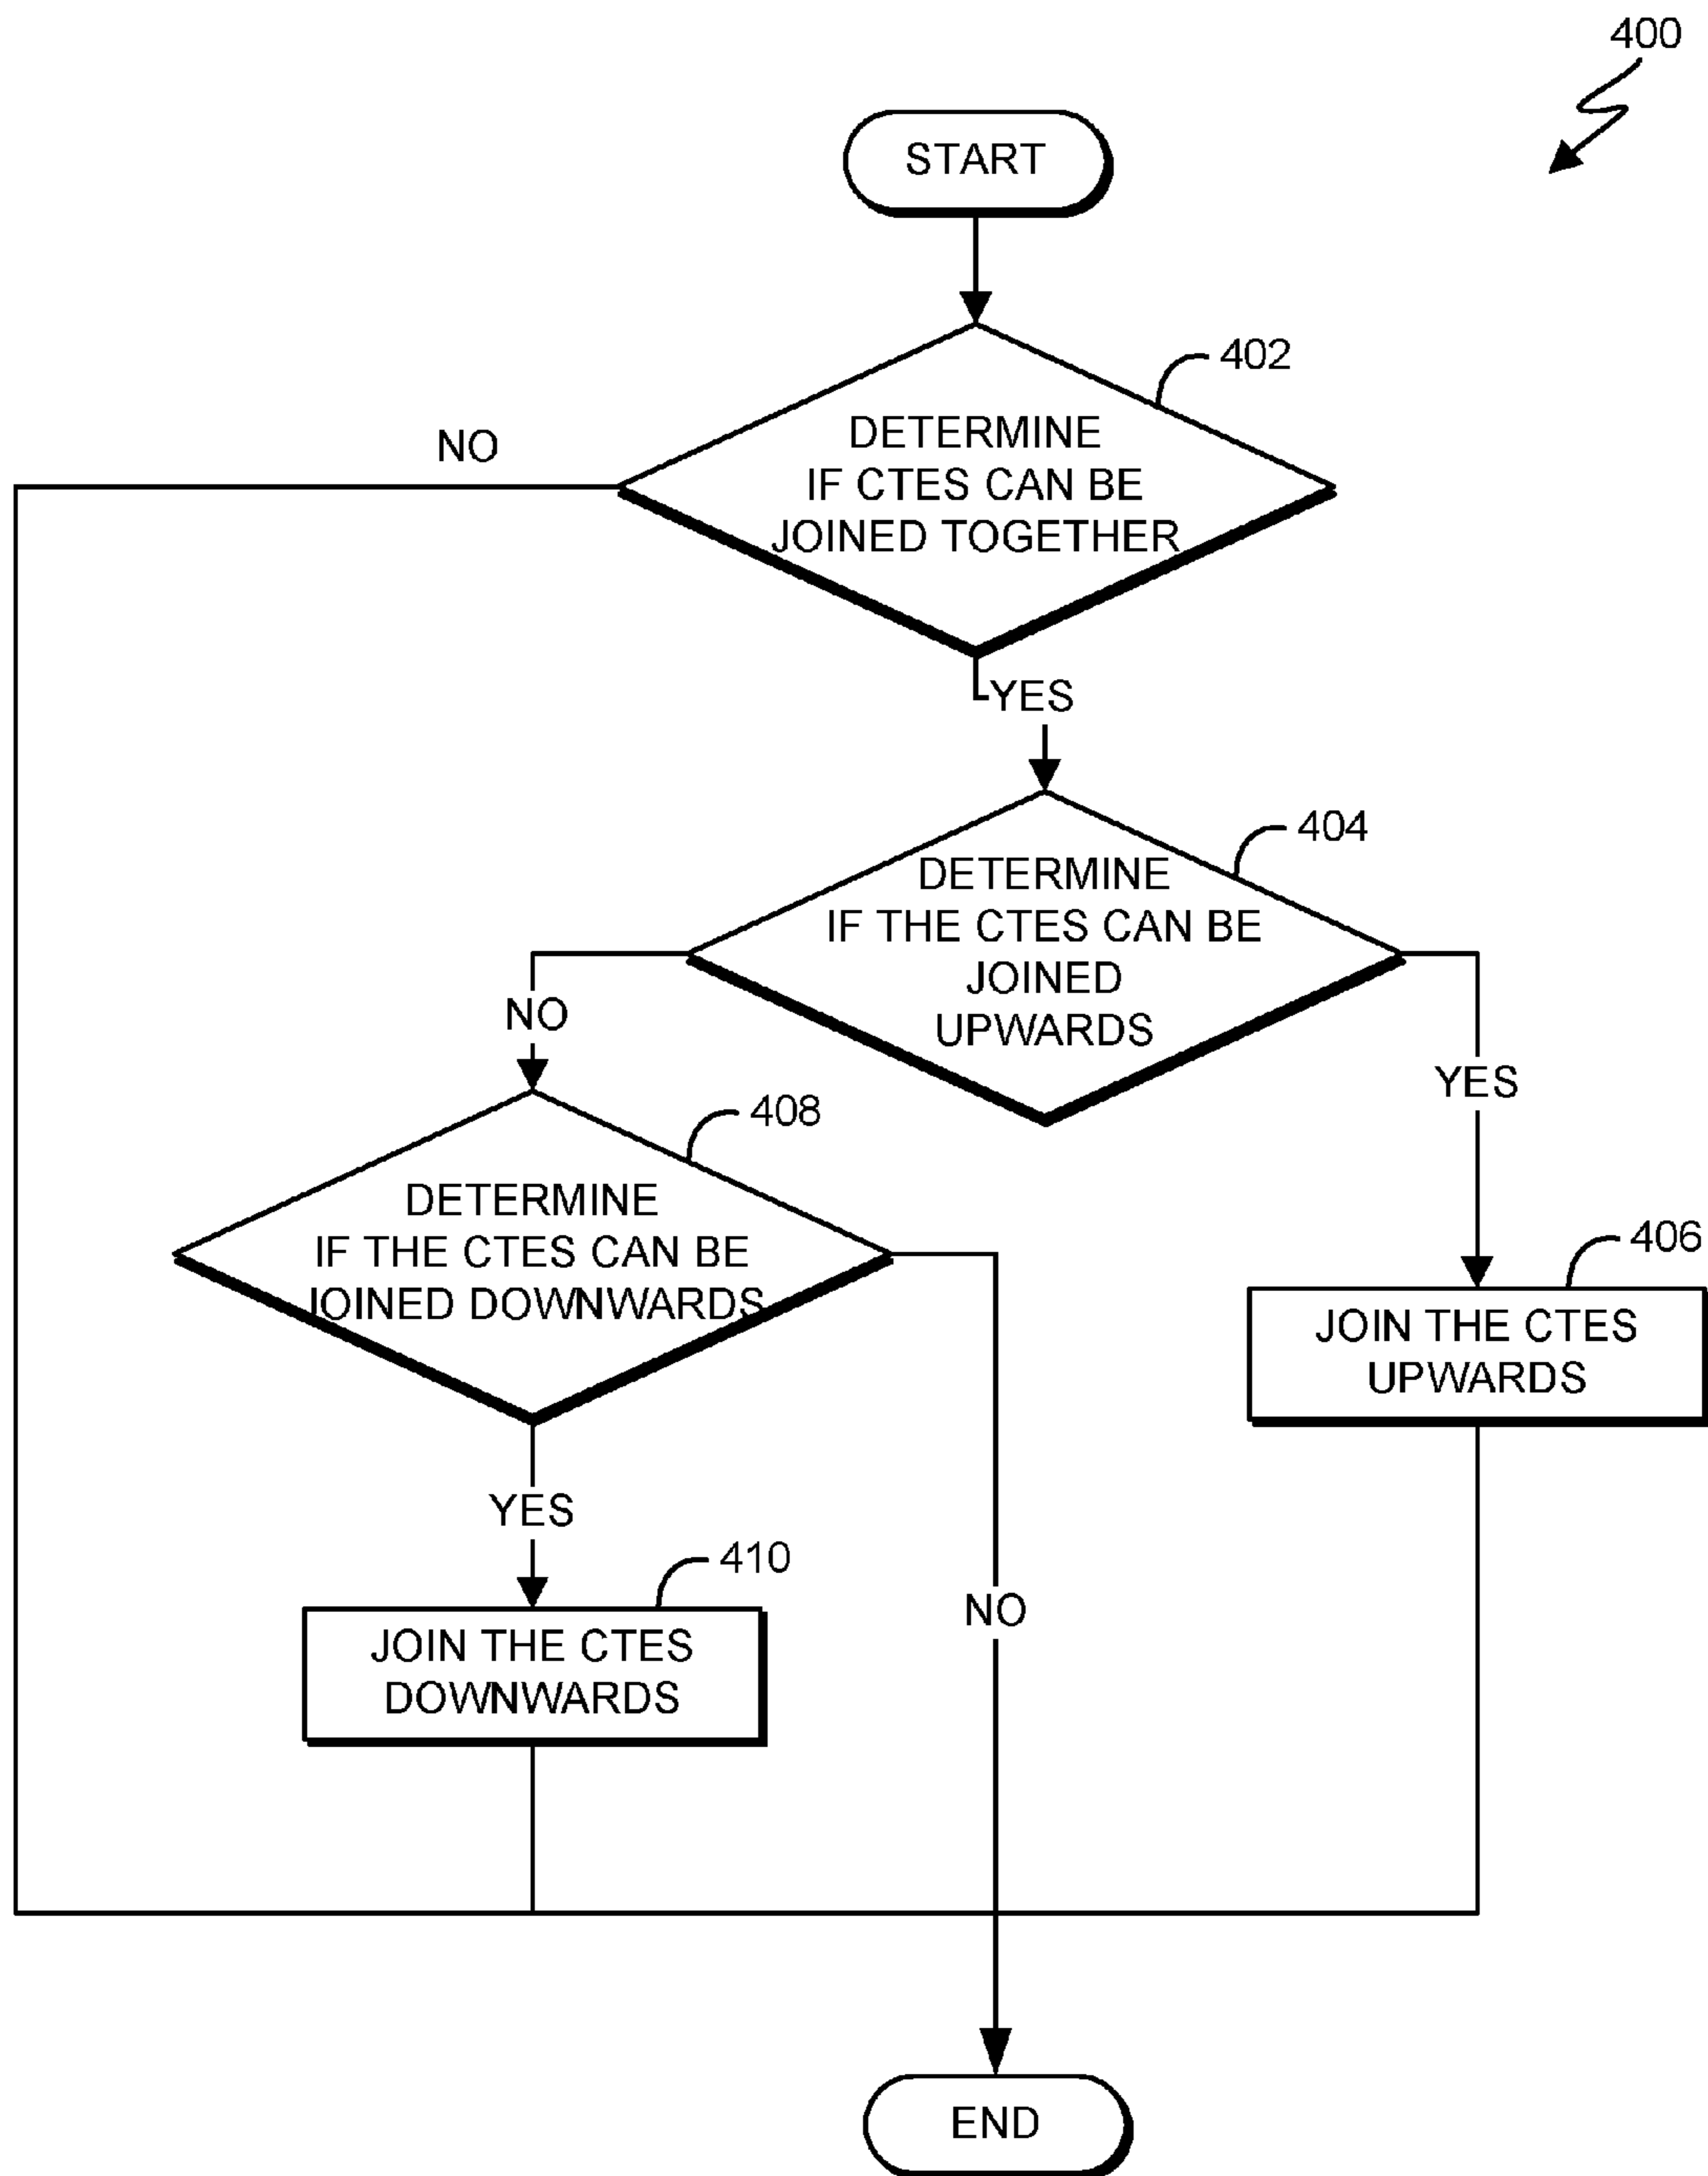 400
START
402
DETERMINE
IF CTES CAN BE
JOINED TOGETHER
NO
YES
404
DETERMINE
IF THE CTES CAN BE
JOINED
UPWARDS
NO
YES
408
DETERMINE
IF THE CTES CAN BE
JOINED DOWNWARDS
406
JOIN THE CTES
UPWARDS
YES
NO
410
JOIN THE CTES
DOWNWARDS
END